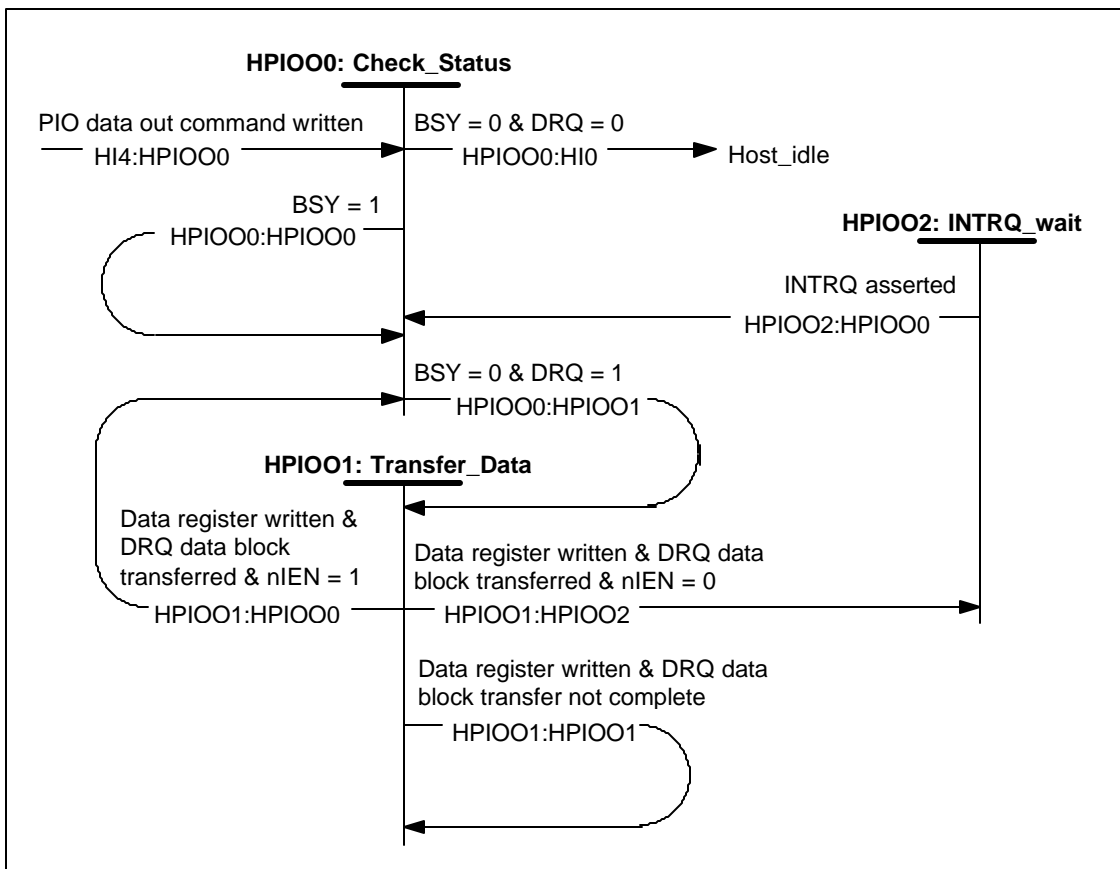 HPIOO0: Check_Status
PIO data out command written
HI4:HPIOO0
BSY = 0 & DRQ = 0
HPIOO0:HI0
Host_idle
BSY = 1
HPIOO0:HPIOO0
HPIOO2: INTRQ_wait
INTRQ asserted
HPIOO2:HPIOO0
BSY = 0 & DRQ = 1
HPIOO0:HPIOO1
HPIOO1: Transfer_Data
Data register written &
DRQ data block
transferred & nIEN = 1
HPIOO1:HPIOO0
Data register written & DRQ data
block transferred & nIEN = 0
HPIOO1:HPIOO2
Data register written & DRQ data
block transfer not complete
HPIOO1:HPIOO1